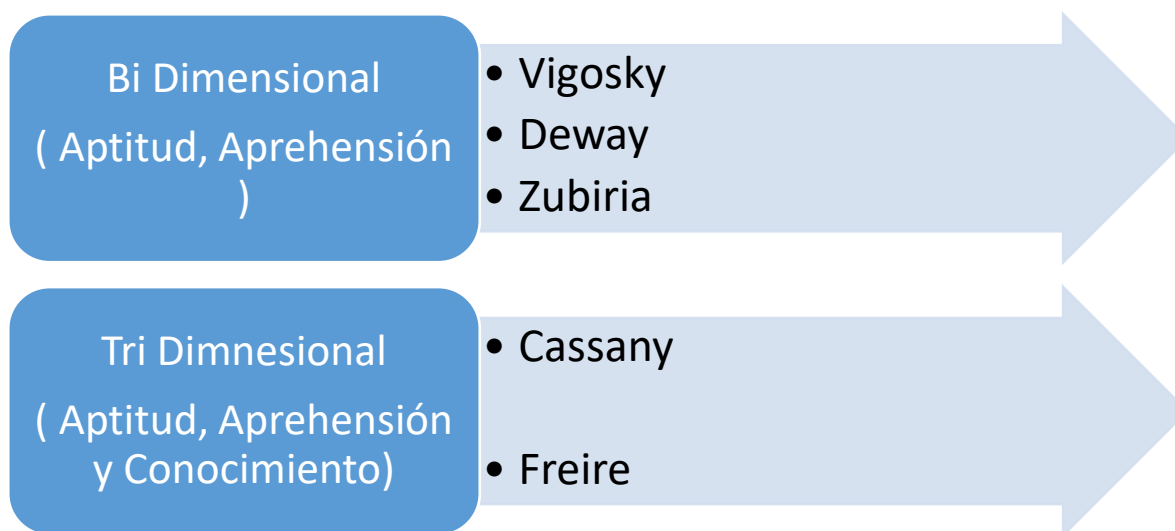 Bi Dimensional
( Aptitud, Aprehensión
)
• Vigosky
• Deway
• Zubiria
Tri Dimnesional
( Aptitud, Aprehensión
y Conocimiento)
• Cassany
• Freire